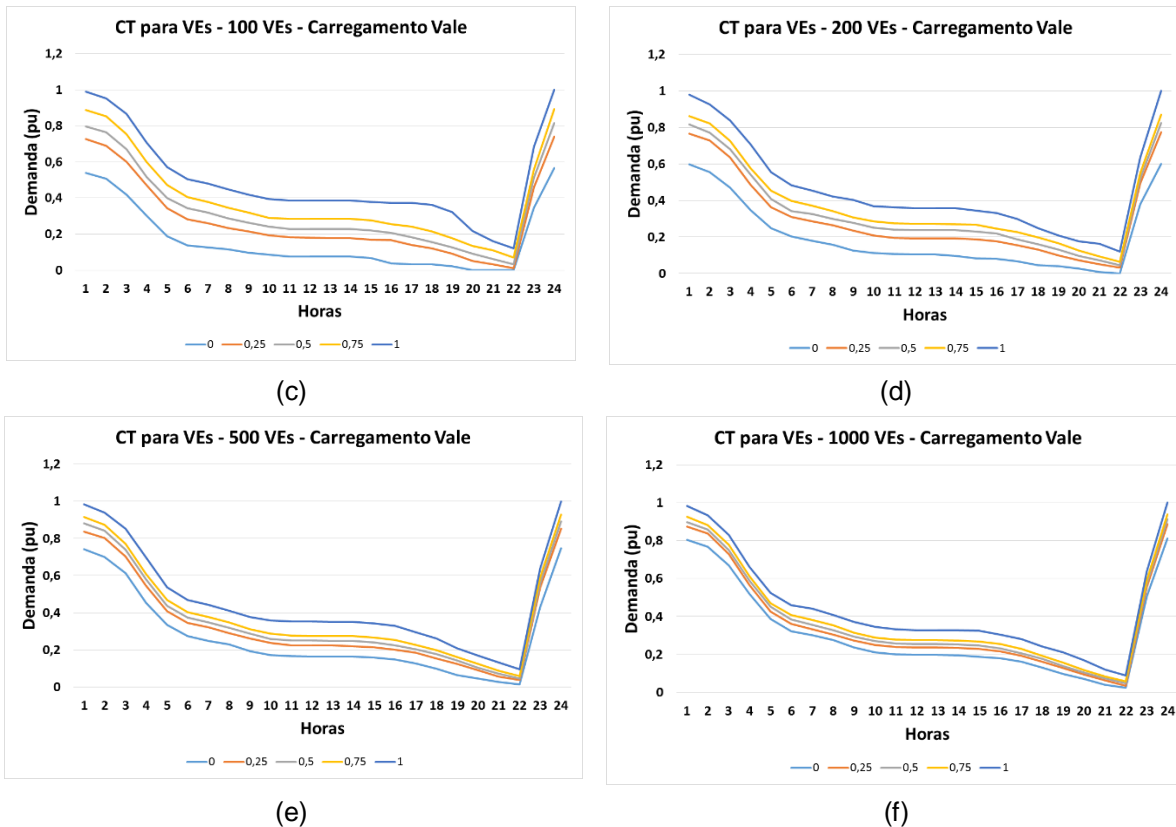 CT para VEs - 100 VEs - Carregamento Vale
Demanda (pu)
1,2
1
0,8
0,6
0,4
0,2
0
1 2 3 4 5 6 7 8 9 10 11 12 13 14 15 16 17 18 19 20 21 22 23 24
Horas
0 0,25 0,5 0,75 1
(c)
CT para VEs - 200 VEs - Carregamento Vale
Demanda (pu)
1,2
1
0,8
0,6
0,4
0,2
0
1 2 3 4 5 6 7 8 9 10 11 12 13 14 15 16 17 18 19 20 21 22 23 24
Horas
0 0,25 0,5 0,75 1
(d)
CT para VEs - 500 VEs - Carregamento Vale
Demanda (pu)
1,2
1
0,8
0,6
0,4
0,2
0
1 2 3 4 5 6 7 8 9 10 11 12 13 14 15 16 17 18 19 20 21 22 23 24
Horas
0 0,25 0,5 0,75 1
(e)
CT para VEs - 1000 VEs - Carregamento Vale
Demanda (pu)
1,2
1
0,8
0,6
0,4
0,2
0
1 2 3 4 5 6 7 8 9 10 11 12 13 14 15 16 17 18 19 20 21 22 23 24
Horas
0 0,25 0,5 0,75 1
(f)